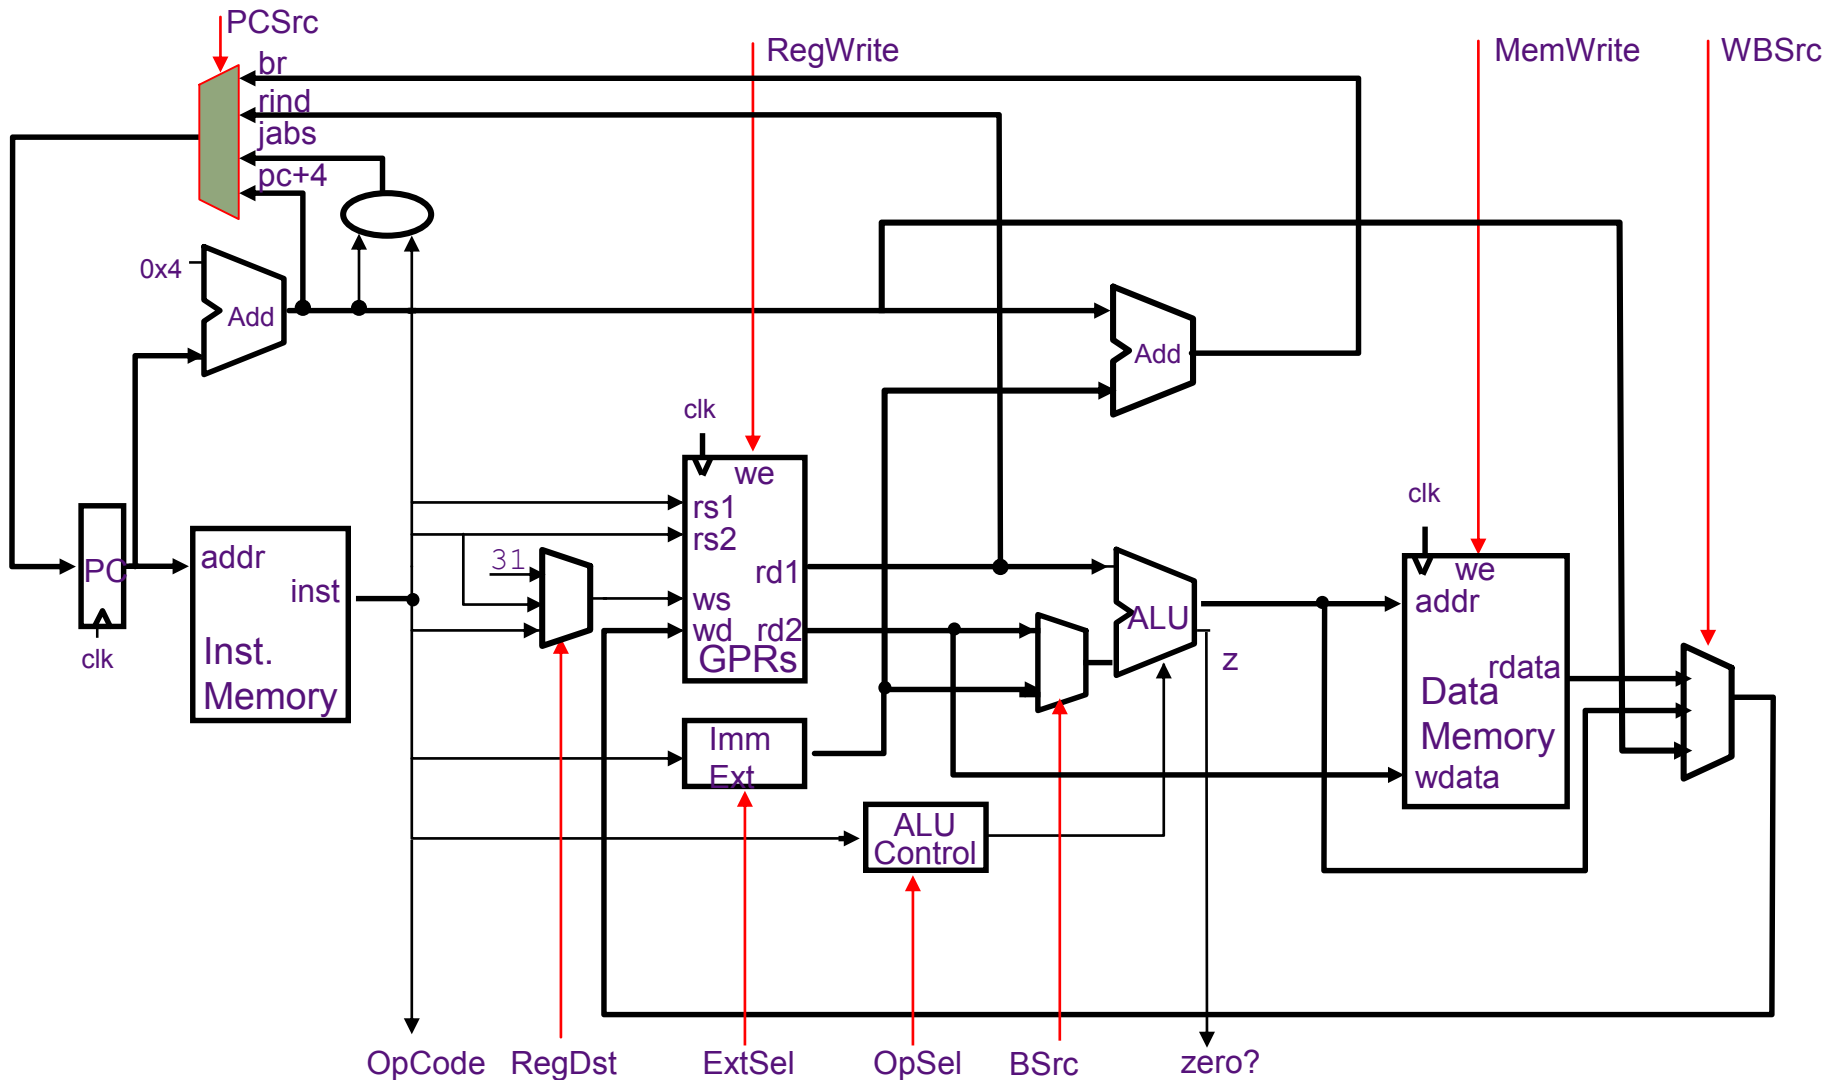 PCSrc
RegWrite
MemWrite
WBSrc
br
rind
jabs
pc+4
0x4
Add
Add
clk
we
rs1
rs2
31
rd1
ws
wd
rd2
GPRs
PC
clk
addr
inst
Inst.
Memory
ALU
z
clk
we
addr
rdata
Data
Memory
wdata
Imm
Ext
ALU
Control
OpCode
RegDst
ExtSel
OpSel
BSrc
zero?